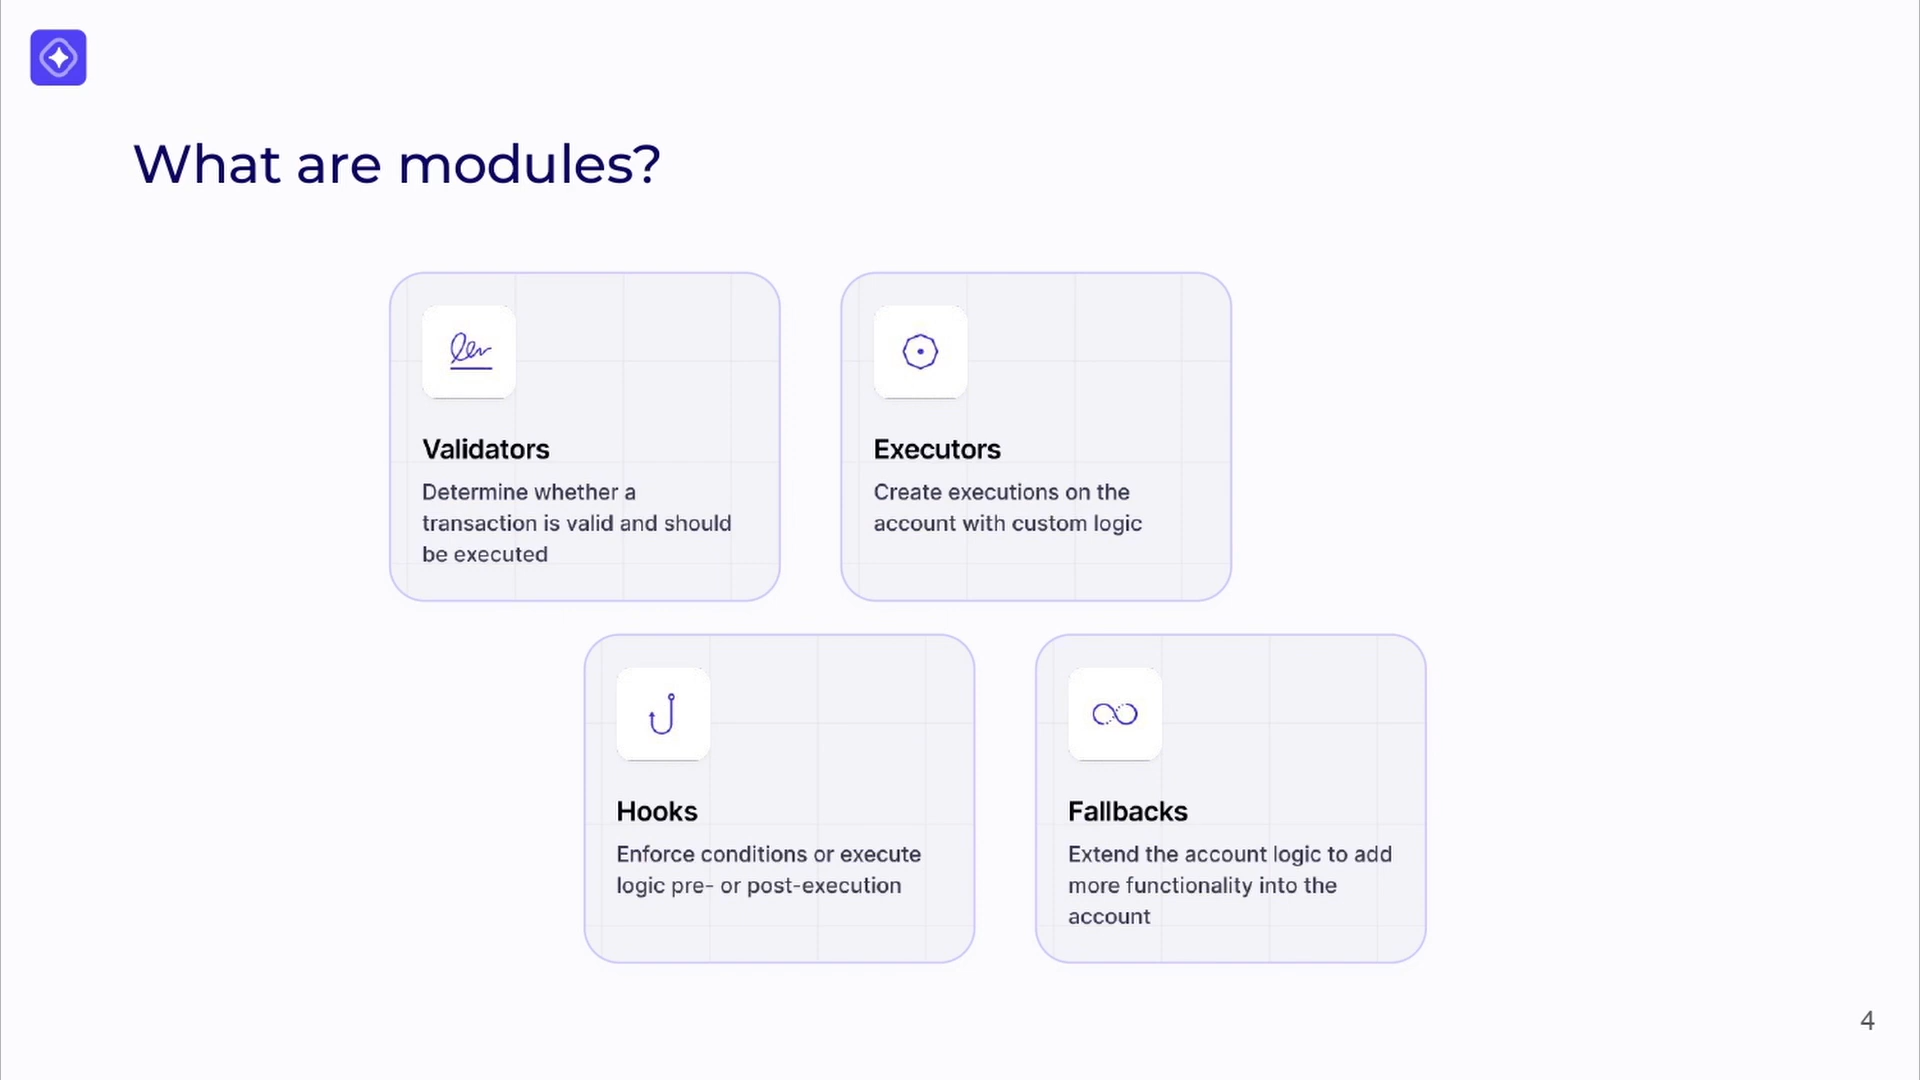 What are modules?
Validators
Determine whether a
transaction is valid and should
be executed
Executors
Create executions on the
account with custom logic
Hooks
Enforce conditions or execute
logic pre- or post-execution
Fallbacks
Extend the account logic to add
more functionality into the
account
4